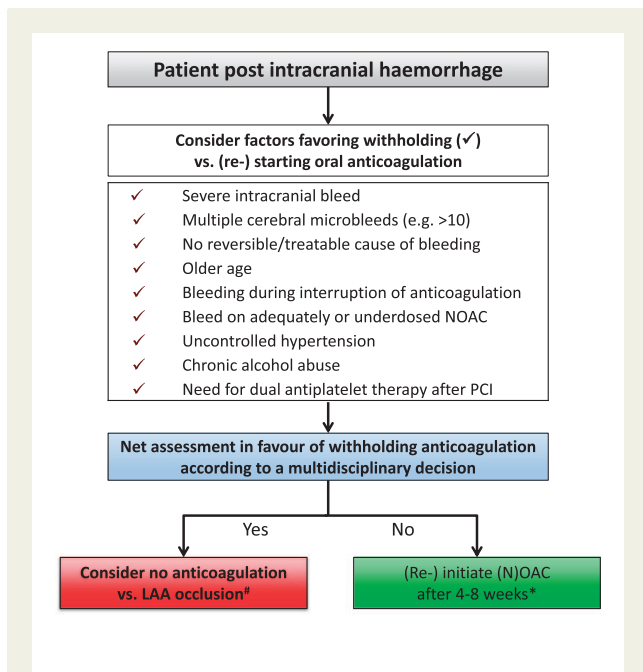 Patient post intracranial haemorrhage
Consider factors favoring withholding (✓)
vs. (re-) starting oral anticoagulation
✓ Severe intracranial bleed
✓ Multiple cerebral microbleeds (e.g. >10)
✓ No reversible/treatable cause of bleeding
✓ Older age
✓ Bleeding during interruption of anticoagulation
✓ Bleed on adequately or underdosed NOAC
✓ Uncontrolled hypertension
✓ Chronic alcohol abuse
✓ Need for dual antiplatelet therapy after PCI
Net assessment in favour of withholding anticoagulation
according to a multidisciplinary decision
Yes
No
Consider no anticoagulation
vs. LAA occlusion#
(Re-) initiate (N)OAC
after 4-8 weeks*